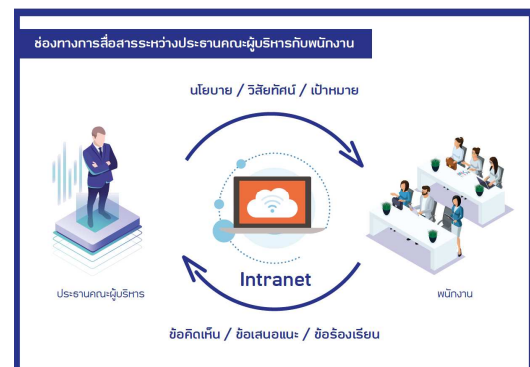 ช่องทางการสื่อสารระหว่างประธานคณะผู้บริหารกับพนักงาน
นโยบาย / วิสัยทัศน์ / เป้าหมาย
Intranet
ประธานคณะผู้บริหาร
พนักงาน
ข้อคิดเห็น / ข้อเสนอแนะ / ข้อร้องเรียน